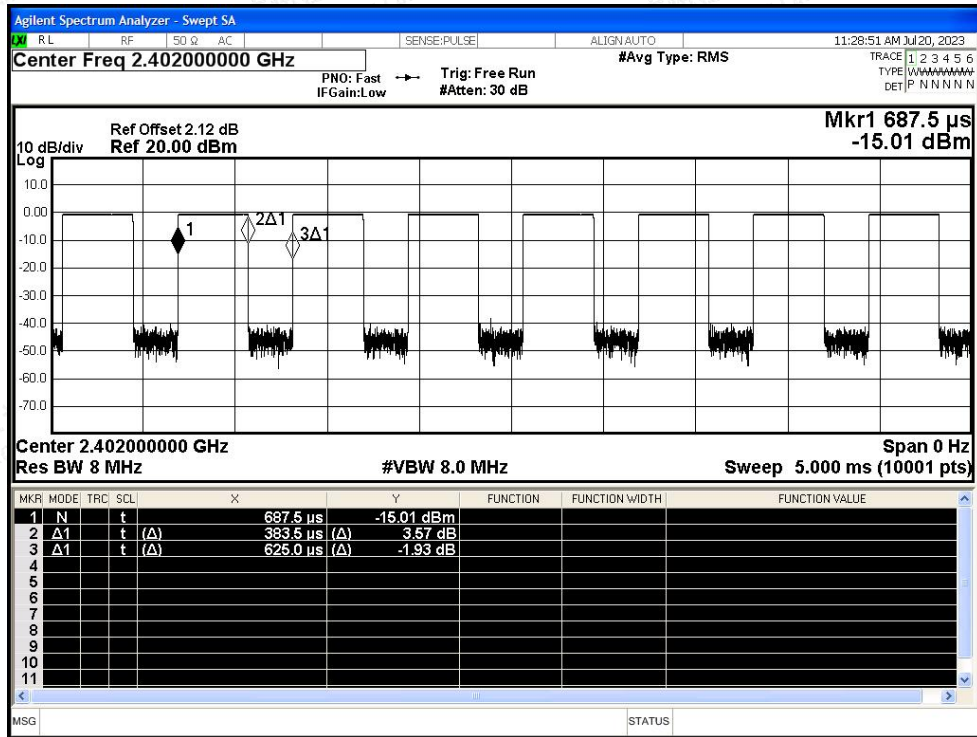 Agilent Spectrum Analyzer - Swept SA
LXI RL RF 50 Ω AC SENSE:PULSE ALIGN AUTO 11:28:51 AM Jul 20, 2023
Center Freq 2.402000000 GHz #Avg Type: RMS TRACE 1 2 3 4 5 6
PNO: Fast Trig: Free Run TYPE WWWWWW
IFGain:Low #Atten: 30 dB DET P N N N N N
Mkr1 687.5 µs
Ref Offset 2.12 dB
10 dB/div Ref 20.00 dBm -15.01 dBm
Log
10.0
0.00
1 2Δ1 3Δ1
-10.0
-20.0
-30.0
-40.0
-50.0
-60.0
-70.0
Center 2.402000000 GHz Span 0 Hz
Res BW 8 MHz #VBW 8.0 MHz Sweep 5.000 ms (10001 pts)
MKR MODE TRC SCL X Y FUNCTION FUNCTION WIDTH FUNCTION VALUE
1 N t 687.5 µs -15.01 dBm
2 Δ1 t (Δ) 383.5 µs (Δ) 3.57 dB
3 Δ1 t (Δ) 625.0 µs (Δ) -1.93 dB
4
5
6
7
8
9
10
11
MSG STATUS